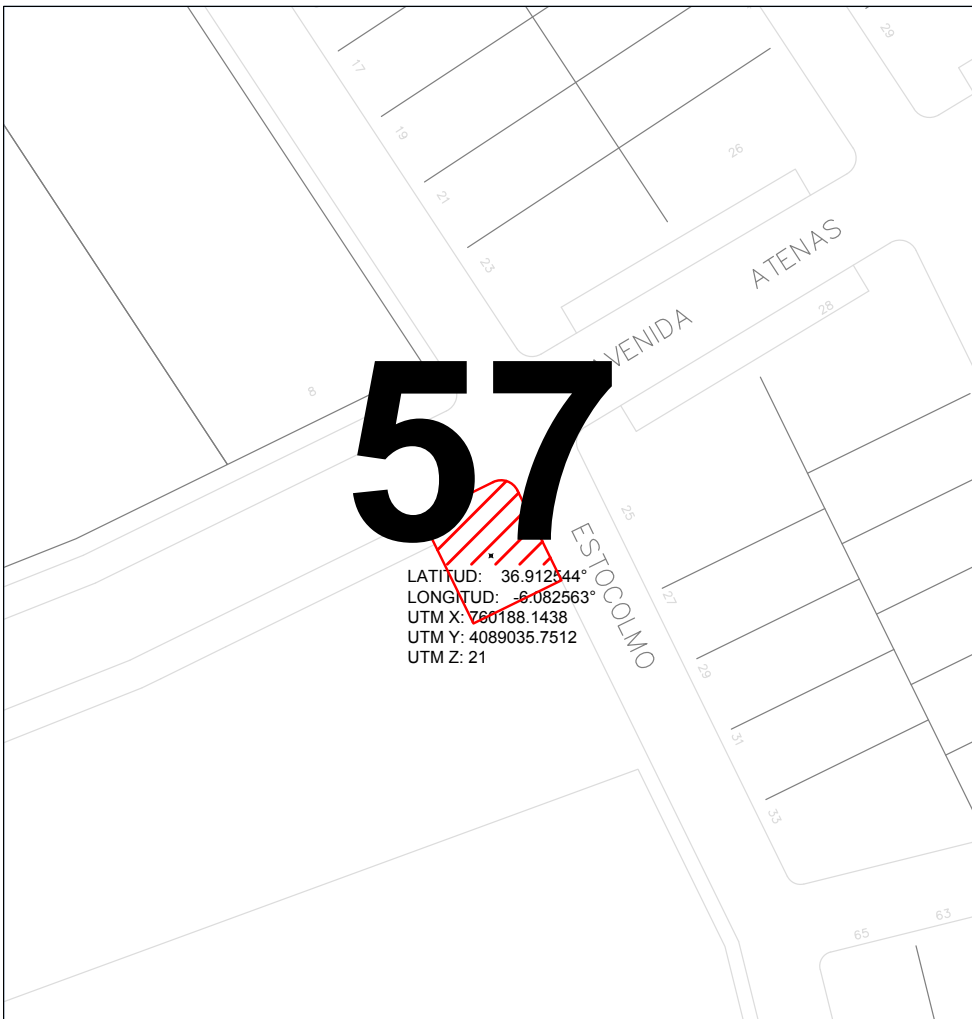 29
17
19
26
21
ATENAS
23
28
AVENIDA
8
57
25
ESTOCOLMO
LATITUD: 36.912544°
LONGITUD: -6.082563°
UTM X: 760188.1438
UTM Y: 4089035.7512
UTM Z: 21
27
29
31
33
63
65